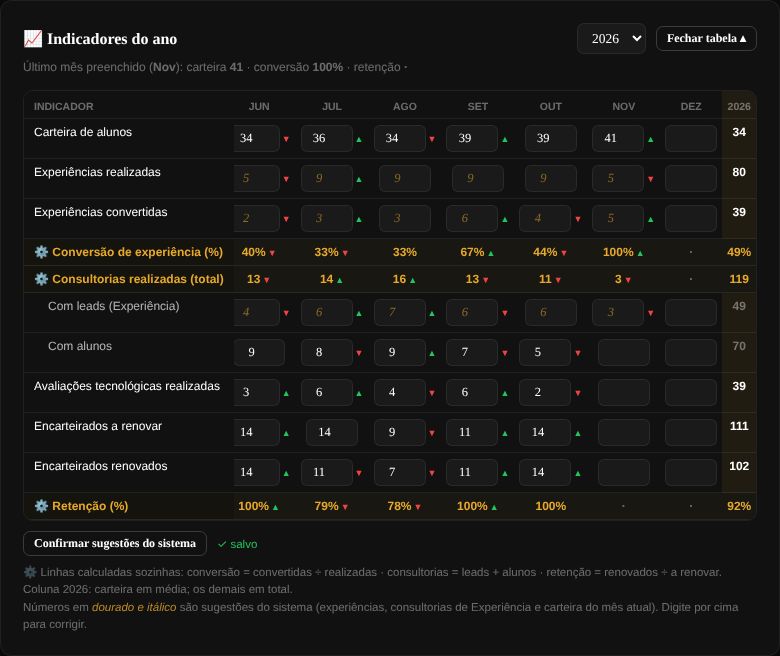 📈 Indicadores do ano 2026 Fechar tabela ▴
Último mês preenchido (Nov): carteira 41 · conversão 100% · retenção ·
INDICADOR JUN JUL AGO SET OUT NOV DEZ 2026
Carteira de alunos 34 ▼ 36 ▲ 34 ▼ 39 ▲ 39 41 ▲ 34
Experiências realizadas 5 ▼ 9 ▲ 9 9 9 5 ▼ 80
Experiências convertidas 2 ▼ 3 ▲ 3 6 ▲ 4 ▼ 5 ▲ 39
⚙️ Conversão de experiência (%) 40% ▼ 33% ▼ 33% 67% ▲ 44% ▼ 100% ▲ · 49%
⚙️ Consultorias realizadas (total) 13 ▼ 14 ▲ 16 ▲ 13 ▼ 11 ▼ 3 ▼ · 119
Com leads (Experiência) 4 ▼ 6 ▲ 7 ▲ 6 ▼ 6 3 ▼ 49
Com alunos 9 8 ▼ 9 ▲ 7 ▼ 5 ▼ 70
Avaliações tecnológicas realizadas 3 ▲ 6 ▲ 4 ▼ 6 ▲ 2 ▼ 39
Encarteirados a renovar 14 ▲ 14 9 ▼ 11 ▲ 14 ▲ 111
Encarteirados renovados 14 ▲ 11 ▼ 7 ▼ 11 ▲ 14 ▲ 102
⚙️ Retenção (%) 100% ▲ 79% ▼ 78% ▼ 100% ▲ 100% · · 92%
Confirmar sugestões do sistema ✓ salvo
⚙️ Linhas calculadas sozinhas: conversão = convertidas ÷ realizadas · consultorias = leads + alunos · retenção = renovados ÷ a renovar.
Coluna 2026: carteira em média; os demais em total.
Números em dourado e itálico são sugestões do sistema (experiências, consultorias de Experiência e carteira do mês atual). Digite por cima
para corrigir.